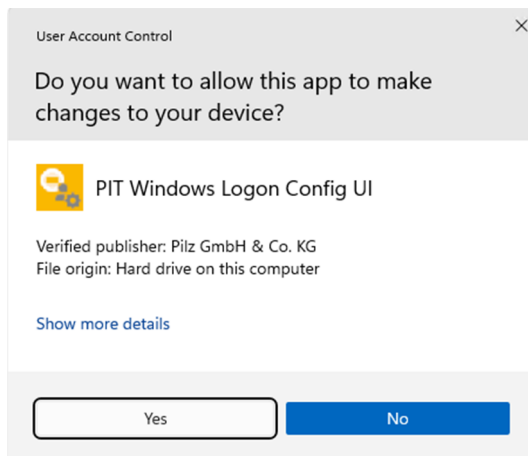 User Account Control
Do you want to allow this app to make
changes to your device?
PIT Windows Logon Config UI
Verified publisher: Pilz GmbH & Co. KG
File origin: Hard drive on this computer
Show more details
Yes
No